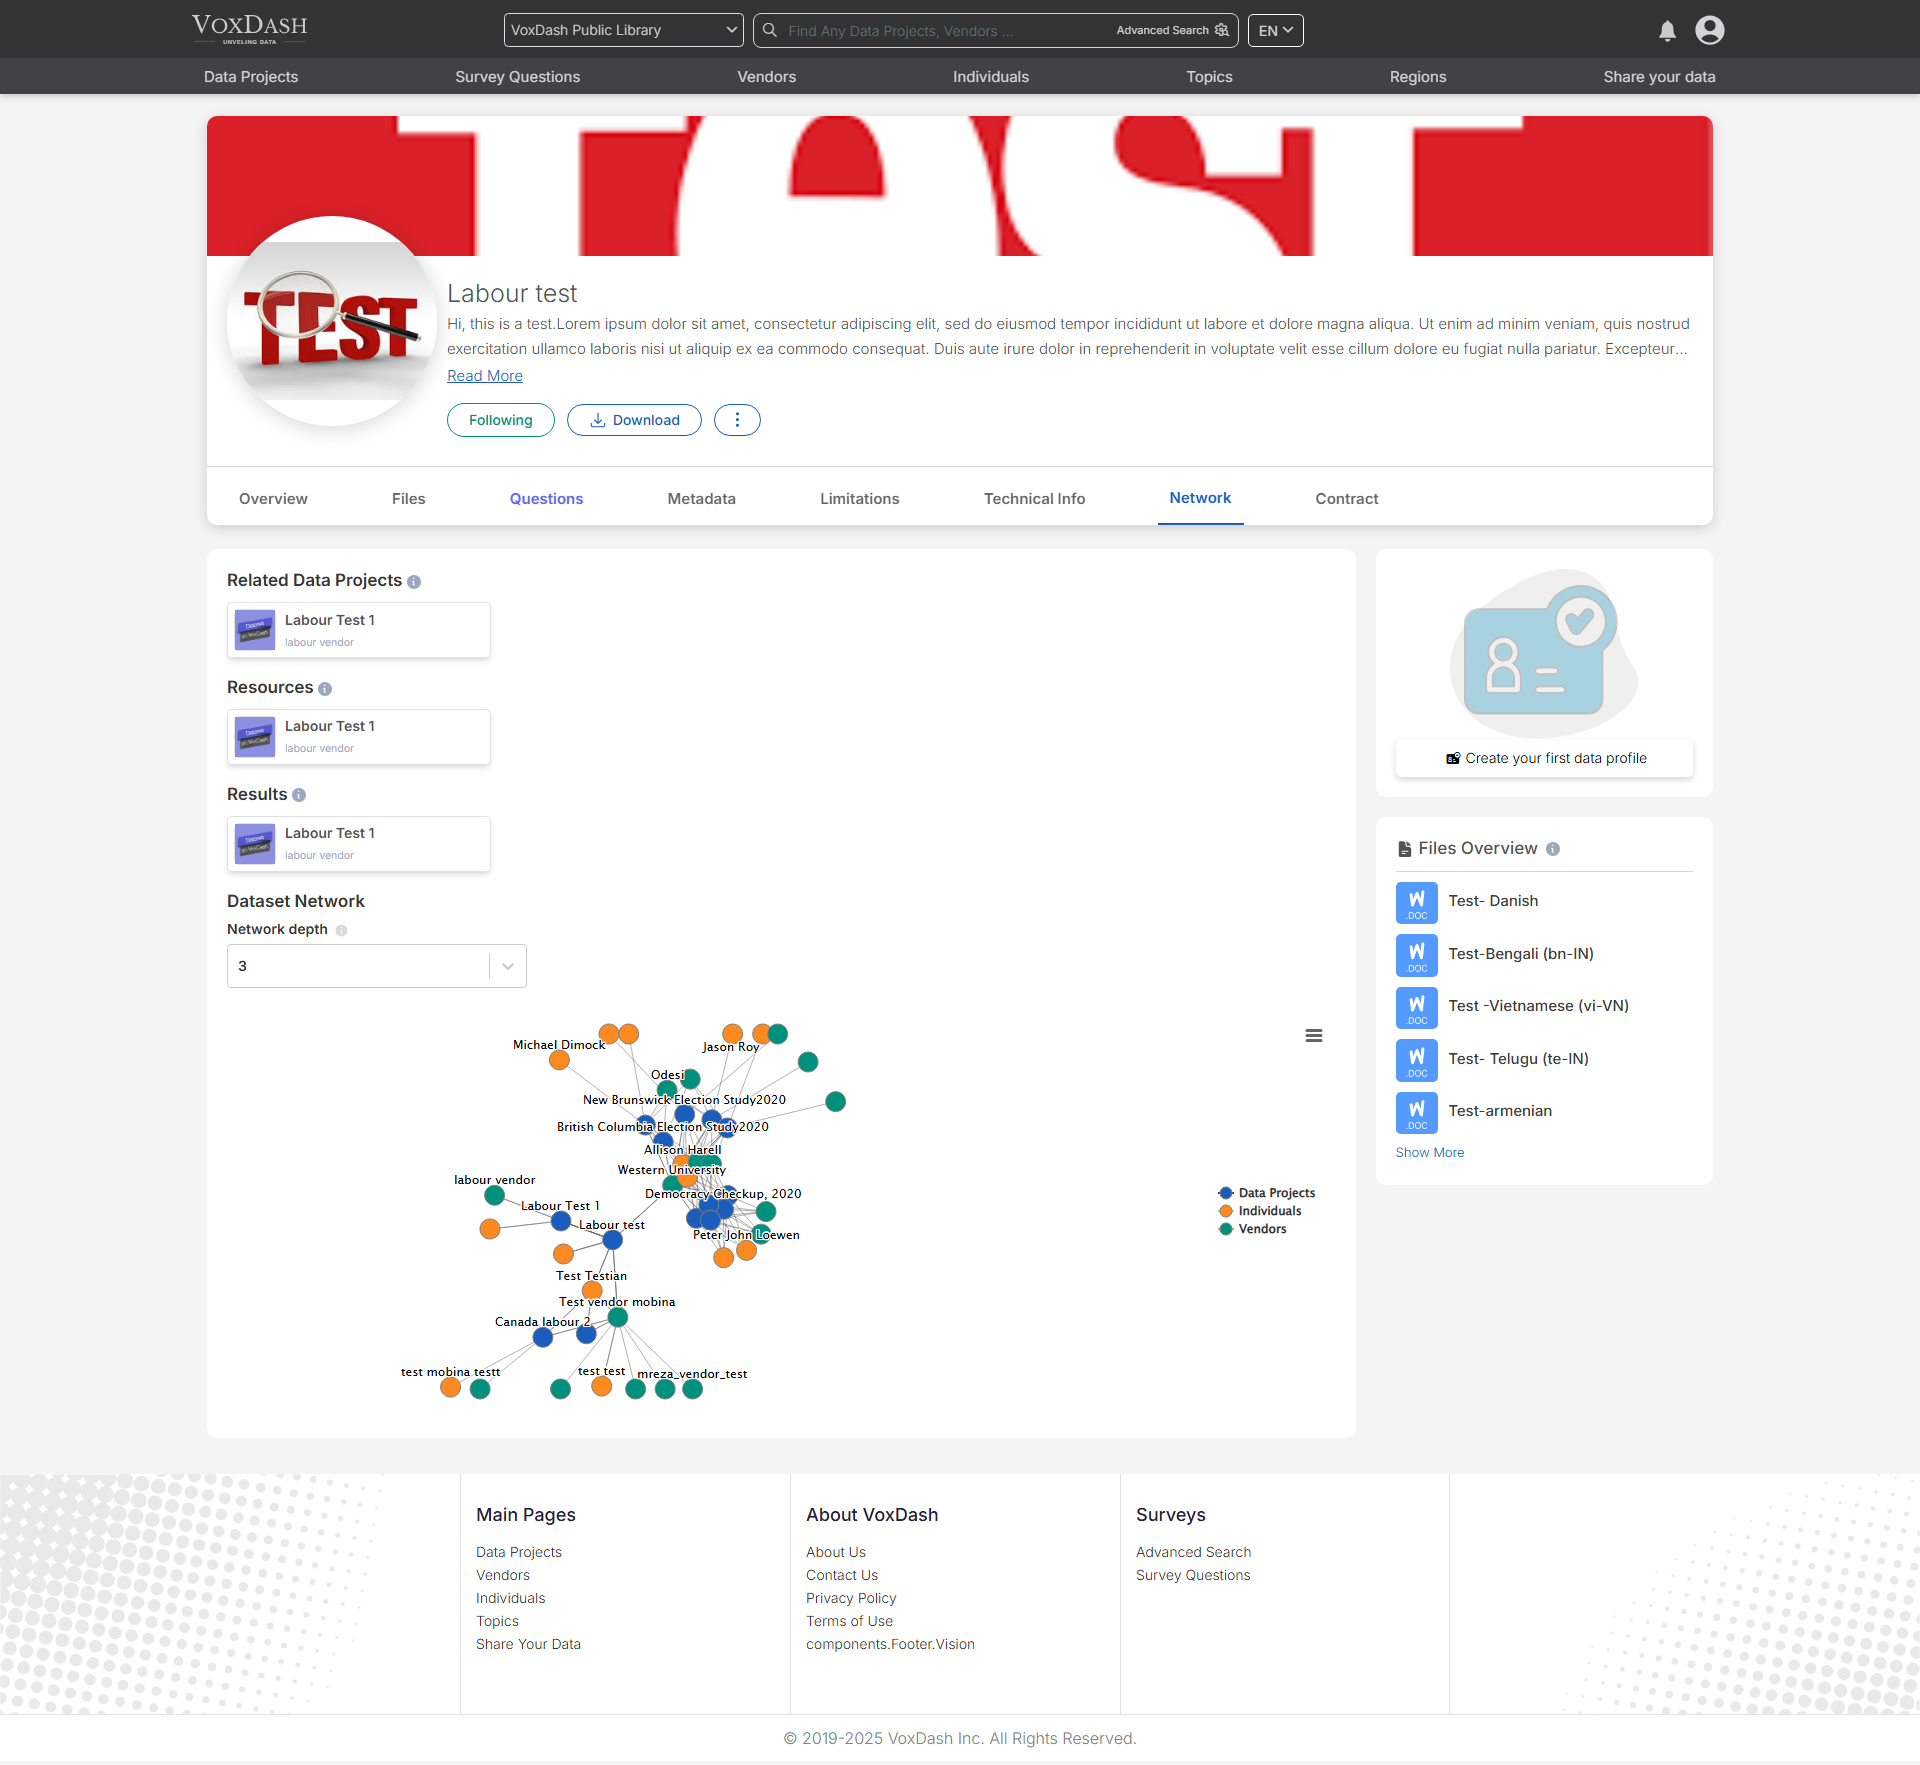 VOXDASH
UNVEILING DATA
VoxDash Public Library
Find Any Data Projects, Vendors ...
Advanced Search
EN
Data Projects
Survey Questions
Vendors
Individuals
Topics
Regions
Share your data
TEST
Labour test
Hi, this is a test.Lorem ipsum dolor sit amet, consectetur adipiscing elit, sed do eiusmod tempor incididunt ut labore et dolore magna aliqua. Ut enim ad minim veniam, quis nostrud
exercitation ullamco laboris nisi ut aliquip ex ea commodo consequat. Duis aute irure dolor in reprehenderit in voluptate velit esse cillum dolore eu fugiat nulla pariatur. Excepteur...
Read More
Following
Download
Overview
Files
Questions
Metadata
Limitations
Technical Info
Network
Contract
Related Data Projects
Labour Test 1
labour vendor
Resources
Labour Test 1
labour vendor
Results
Labour Test 1
labour vendor
Dataset Network
Network depth
3
Michael Dimock
Jason Roy
Odesi
New Brunswick Election Study2020
British Columbia Election Study2020
Allison Harell
Western University
labour vendor
Democracy Checkup, 2020
Labour Test 1
Labour test
Peter John Loewen
Test Testian
Test vendor mobina
Canada labour 2
test mobina testt
test test
mreza_vendor_test
Data Projects
Individuals
Vendors
Create your first data profile
Files Overview
W
.DOC
Test- Danish
W
.DOC
Test-Bengali (bn-IN)
W
.DOC
Test -Vietnamese (vi-VN)
W
.DOC
Test- Telugu (te-IN)
W
.DOC
Test-armenian
Show More
Main Pages
Data Projects
Vendors
Individuals
Topics
Share Your Data
About VoxDash
About Us
Contact Us
Privacy Policy
Terms of Use
components.Footer.Vision
Surveys
Advanced Search
Survey Questions
© 2019-2025 VoxDash Inc. All Rights Reserved.